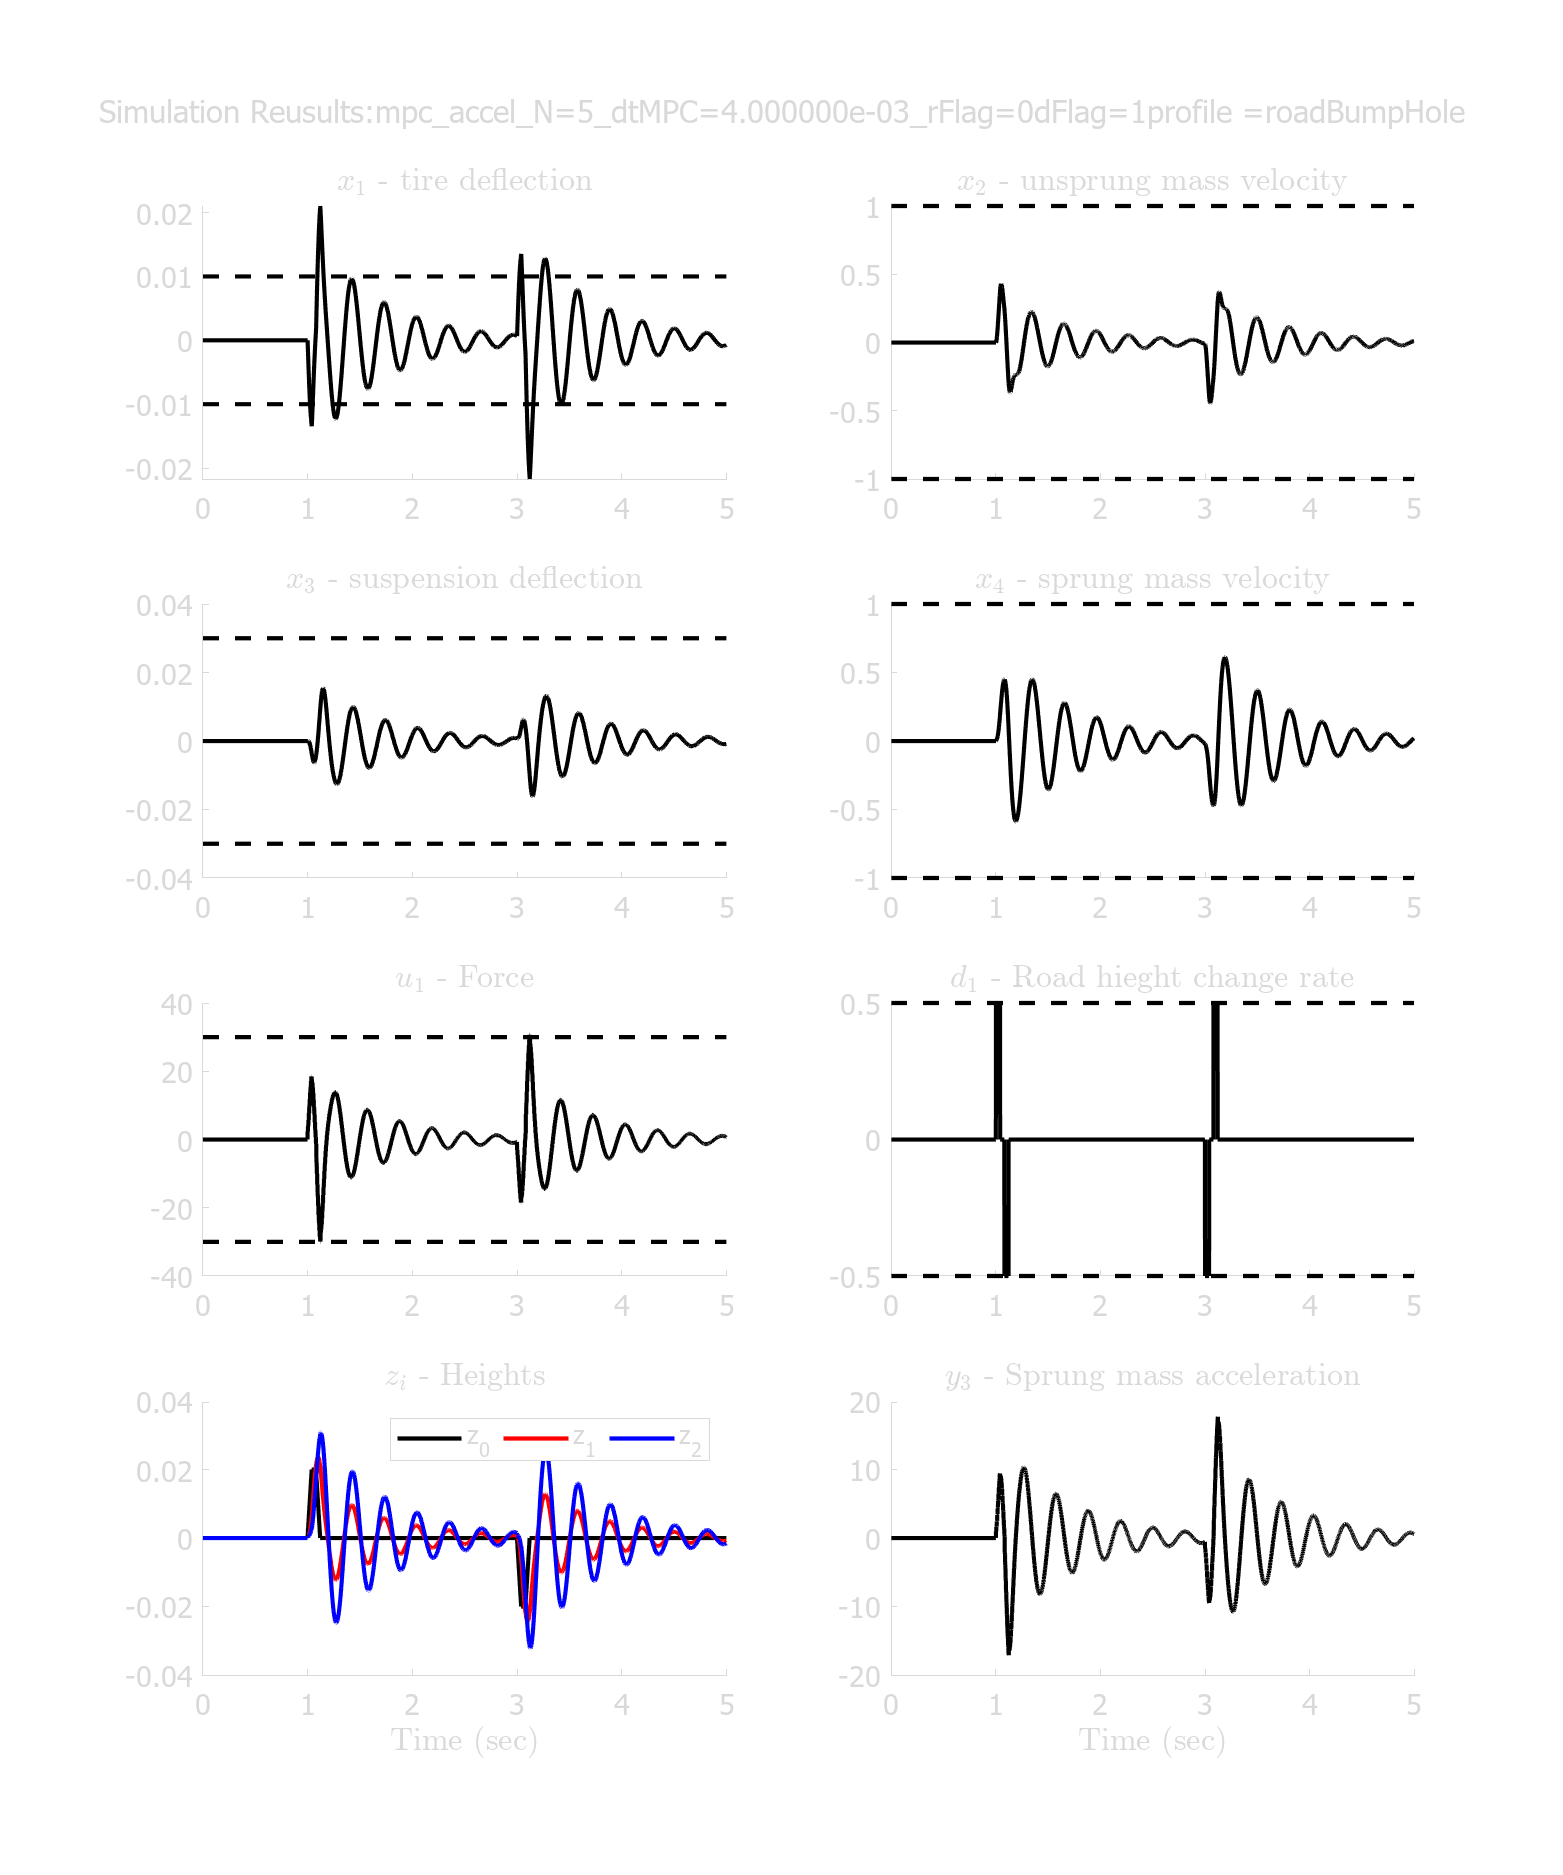 Simulation Reusults:mpc_accel_N=5_dtMPC=4.000000e-03_rFlag=0dFlag=1profile =roadBumpHole
x₁ - tire deflection
0.02
0.01
0
-0.01
-0.02
0 1 2 3 4 5
x₂ - unsprung mass velocity
1
0.5
0
-0.5
-1
0 1 2 3 4 5
x₃ - suspension deflection
0.04
0.02
0
-0.02
-0.04
0 1 2 3 4 5
x₄ - sprung mass velocity
1
0.5
0
-0.5
-1
0 1 2 3 4 5
u₁ - Force
40
20
0
-20
-40
0 1 2 3 4 5
d₁ - Road hieght change rate
0.5
0
-0.5
0 1 2 3 4 5
zᵢ - Heights
0.04
0.02
0
-0.02
-0.04
z₀ z₁ z₂
0 1 2 3 4 5
Time (sec)
y₃ - Sprung mass acceleration
20
10
0
-10
-20
0 1 2 3 4 5
Time (sec)